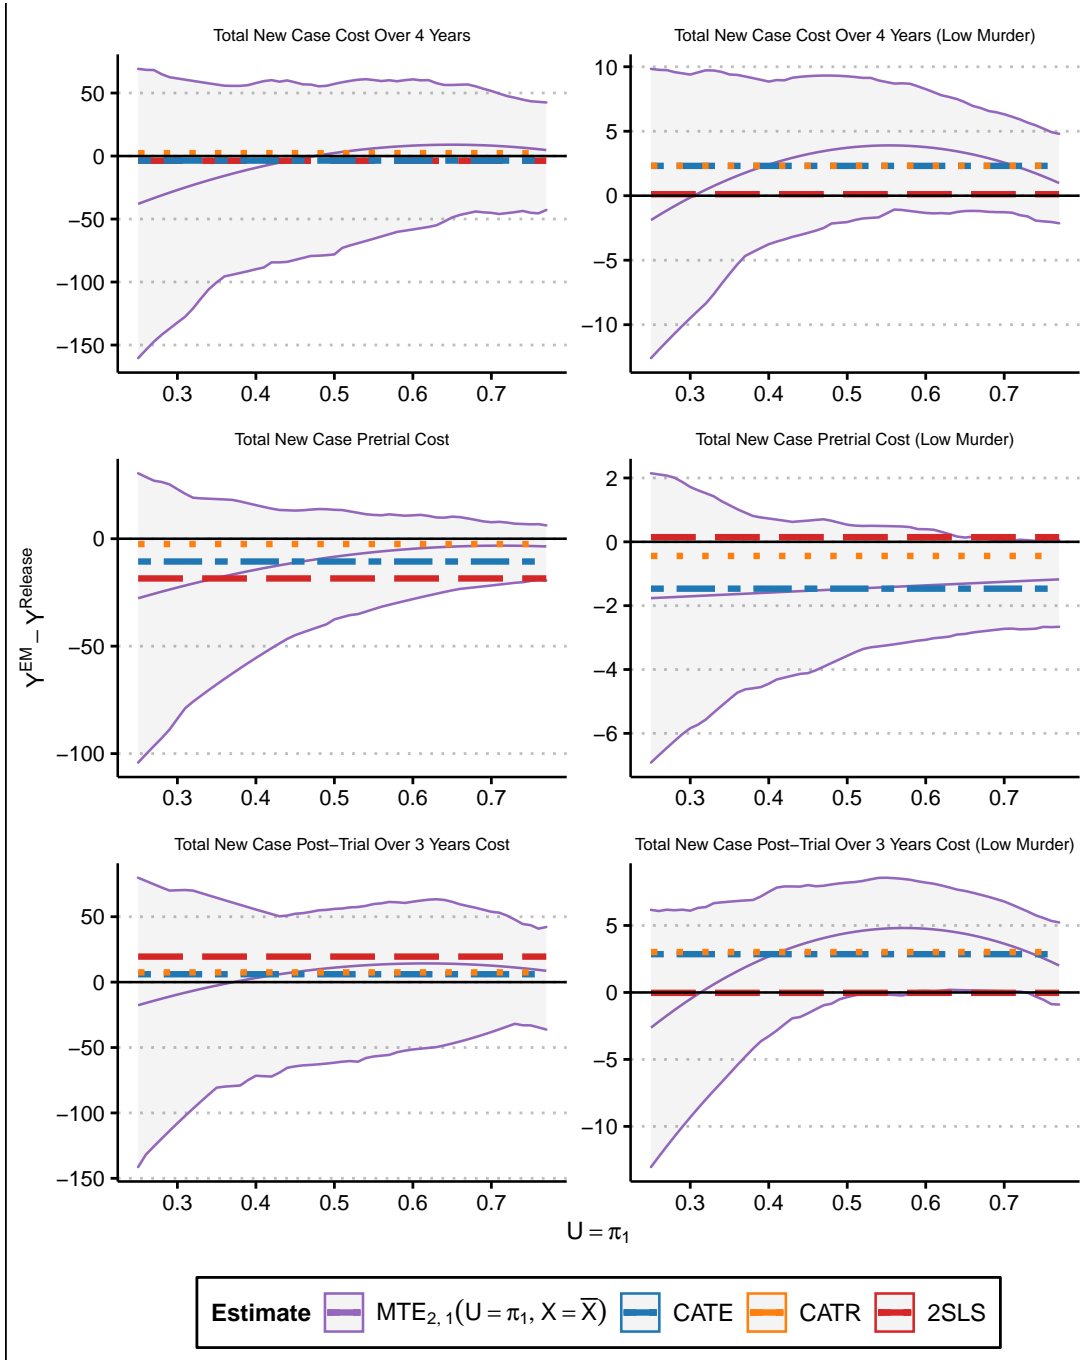 Total New Case Cost Over 4 Years
Total New Case Cost Over 4 Years (Low Murder)
50
0
−50
−100
−150
0.3 0.4 0.5 0.6 0.7
10
5
0
−5
−10
0.3 0.4 0.5 0.6 0.7
Total New Case Pretrial Cost
Total New Case Pretrial Cost (Low Murder)
0
−50
−100
0.3 0.4 0.5 0.6 0.7
2
0
−2
−4
−6
0.3 0.4 0.5 0.6 0.7
Total New Case Post−Trial Over 3 Years Cost
Total New Case Post−Trial Over 3 Years Cost (Low Murder)
50
0
−50
−100
−150
0.3 0.4 0.5 0.6 0.7
5
0
−5
−10
0.3 0.4 0.5 0.6 0.7
Y^EM − Y^Release
U = π₁
Estimate MTE₂,₁(U = π₁, X = X̄) CATE CATR 2SLS